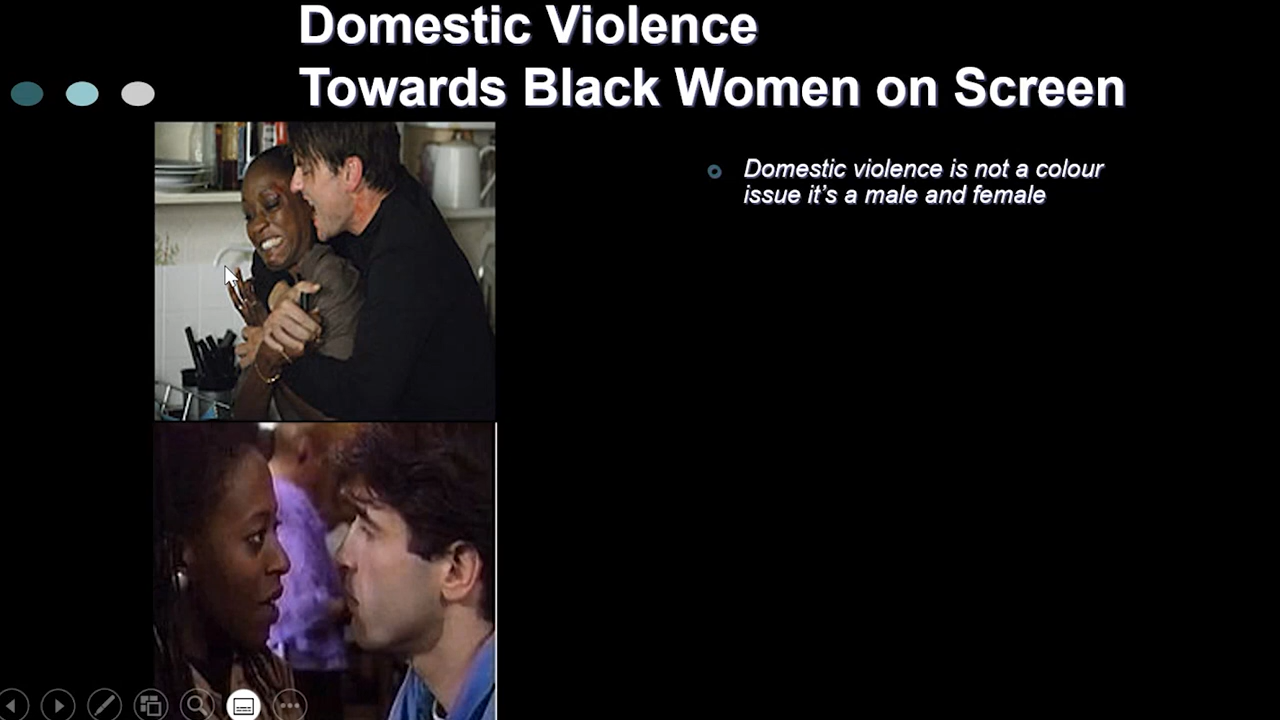 Domestic Violence
Towards Black Women on Screen
Domestic violence is not a colour
issue it's a male and female